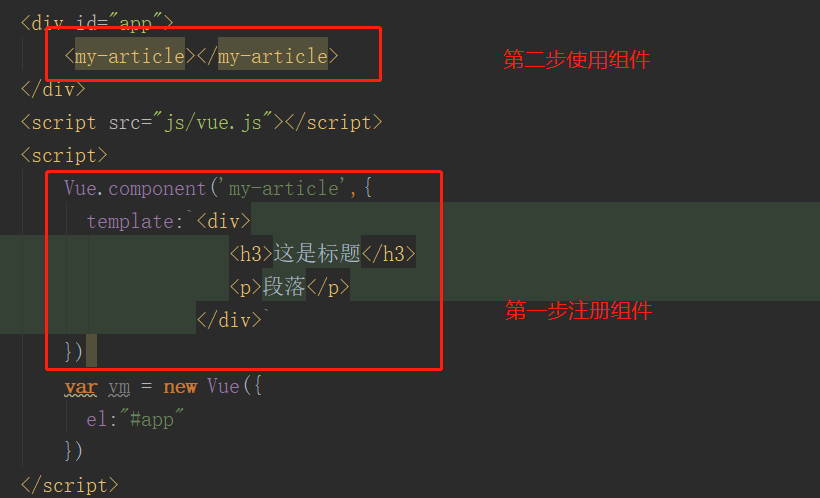 <div id="app">
<my-article></my-article>
第二步使用组件
</div>
<script src="js/vue.js"></script>
<script>
Vue.component('my-article',{
template:`<div>
<h3>这是标题</h3>
<p>段落</p>
第一步注册组件
</div>`
})
var vm = new Vue({
el:"#app"
})
</script>